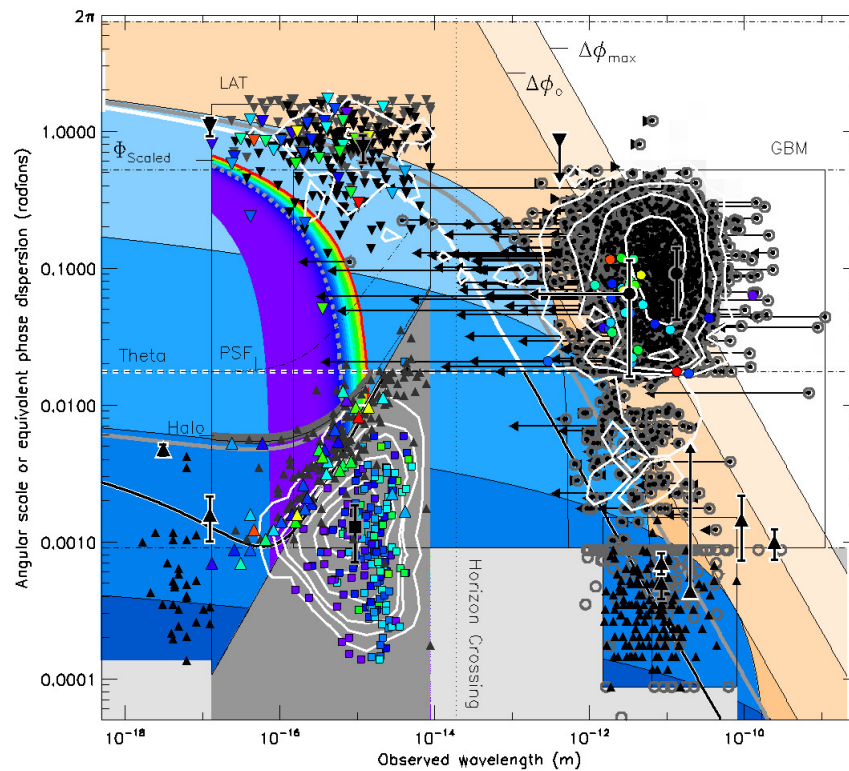 2π
LAT
Δϕmax
Δϕo
1.0000
ΦScaled
GBM
0.1000
Theta
PSF
0.0100
Halo
0.0010
0.0001
Horizon Crossing
10⁻¹⁸
10⁻¹⁶
10⁻¹⁴
10⁻¹²
10⁻¹⁰
Observed wavelength (m)
Angular scale or equivalent phase dispersion (radians)